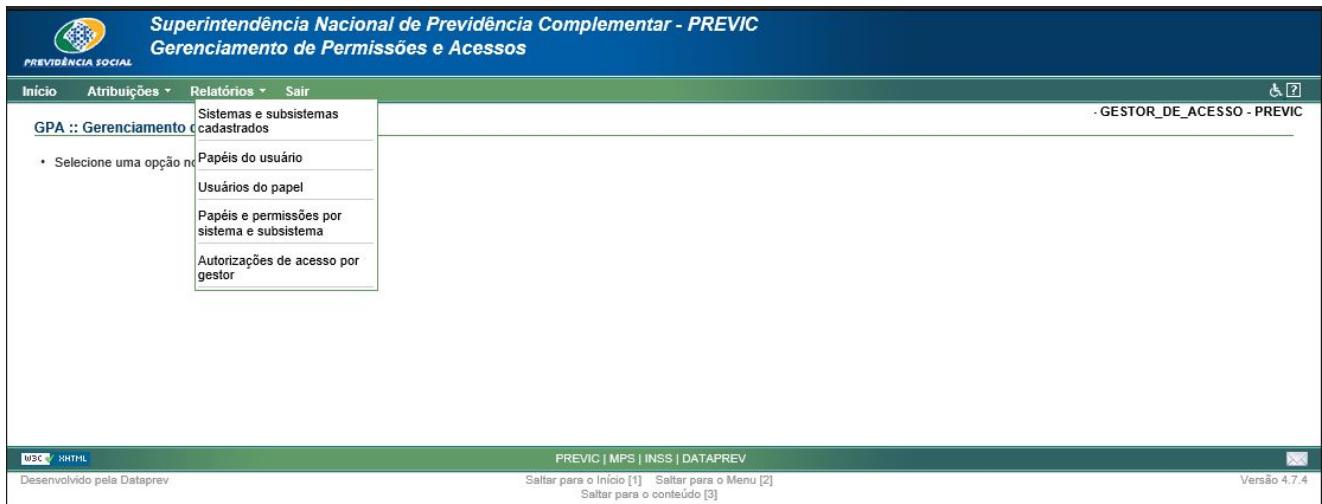 Superintendência Nacional de Previdência Complementar - PREVIC
Gerenciamento de Permissões e Acessos
PREVIDÊNCIA SOCIAL
Início Atribuições Relatórios Sair
- GESTOR_DE_ACESSO - PREVIC
GPA :: Gerenciamento
Selecione uma opção
Sistemas e subsistemas
cadastrados
Papéis do usuário
Usuários do papel
Papéis e permissões por
sistema e subsistema
Autorizações de acesso por
gestor
W3C XHTML
PREVIC | MPS | INSS | DATAPREV
Desenvolvido pela Dataprev
Saltar para o Início [1] Saltar para o Menu [2]
Saltar para o conteúdo [3]
Versão 4.7.4